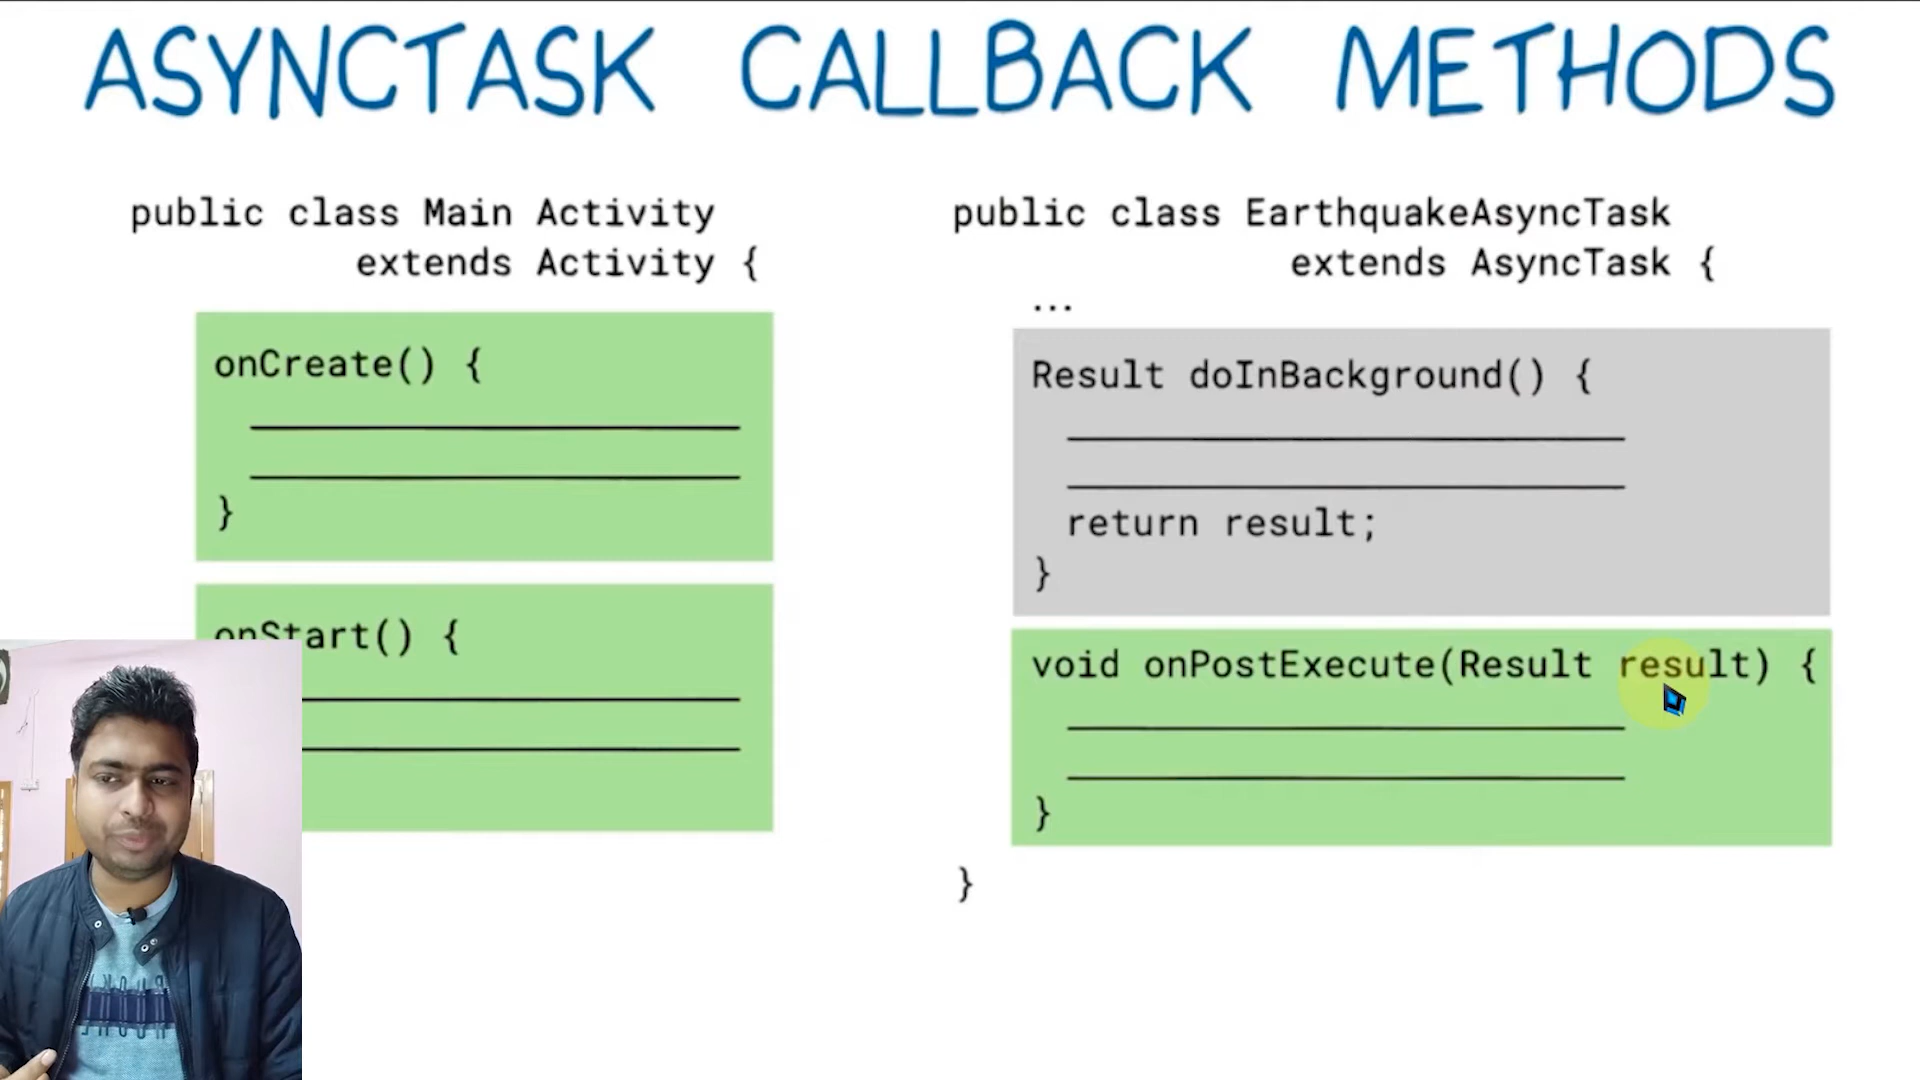 ASYNCTASK CALLBACK METHODS
public class Main Activity
extends Activity {
onCreate() {
}
onStart() {
public class EarthquakeAsyncTask
extends AsyncTask {
...
Result doInBackground() {
return result;
}
void onPostExecute(Result result) {
}
}